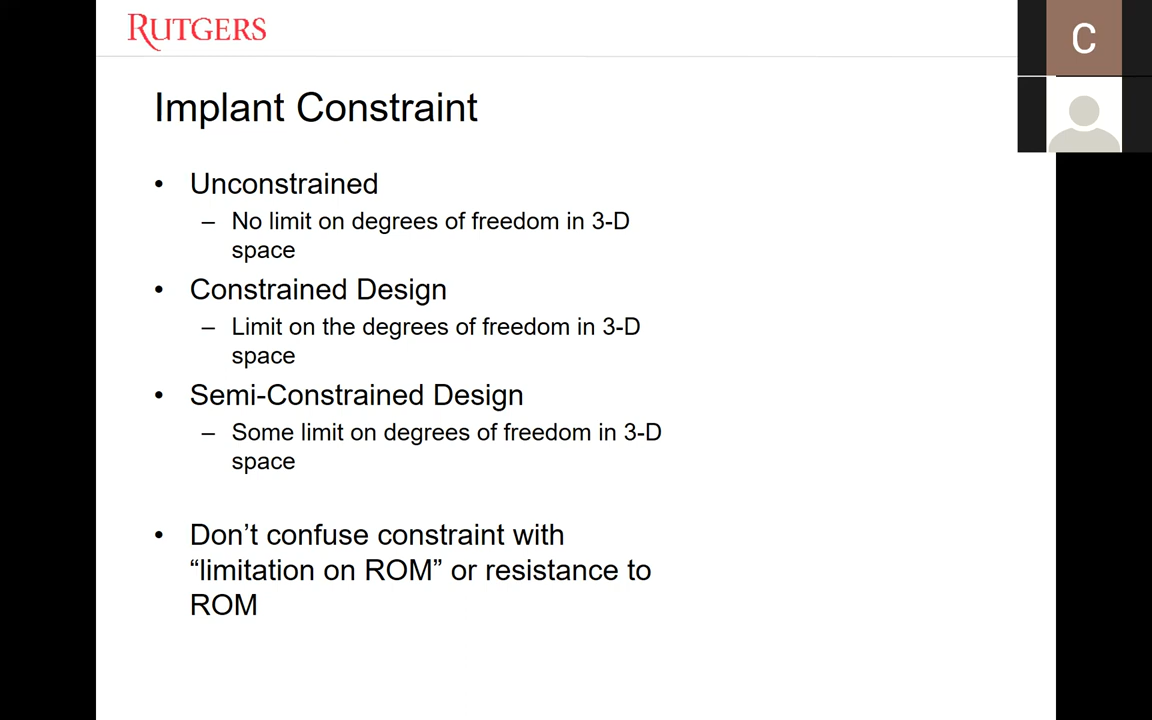 RUTGERS
C
Implant Constraint
• Unconstrained
– No limit on degrees of freedom in 3-D
space
• Constrained Design
– Limit on the degrees of freedom in 3-D
space
• Semi-Constrained Design
– Some limit on degrees of freedom in 3-D
space
• Don’t confuse constraint with
“limitation on ROM” or resistance to
ROM